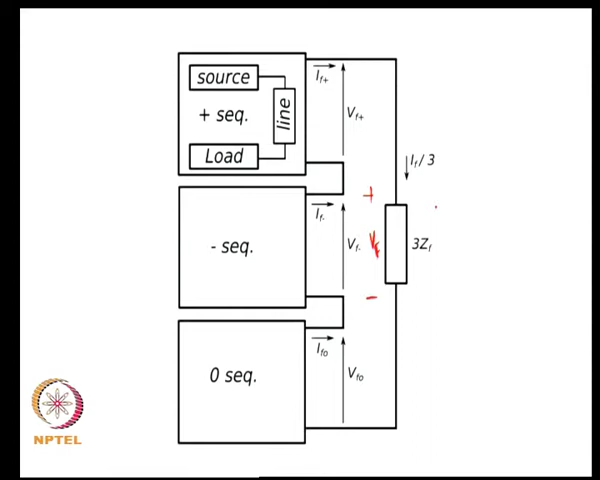 source
I_f+
+ seq.
line
V_f+
Load
I_f / 3
+
I_f-
- seq.
V_f-
V_f
3Z_f
-
I_f0
0 seq.
V_f0
NPTEL